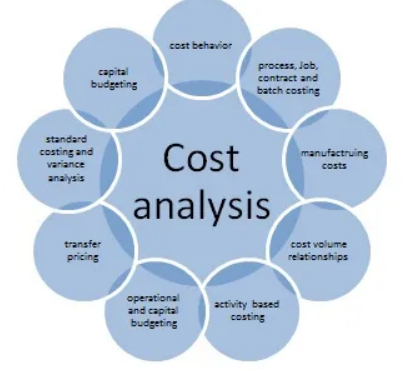 cost behavior
process, Job,
contract and
batch costing
manufactruing
costs
cost volume
relationships
activity based
costing
operational
and capital
budgeting
transfer
pricing
standard
costing and
variance
analysis
capital
budgeting
Cost
analysis